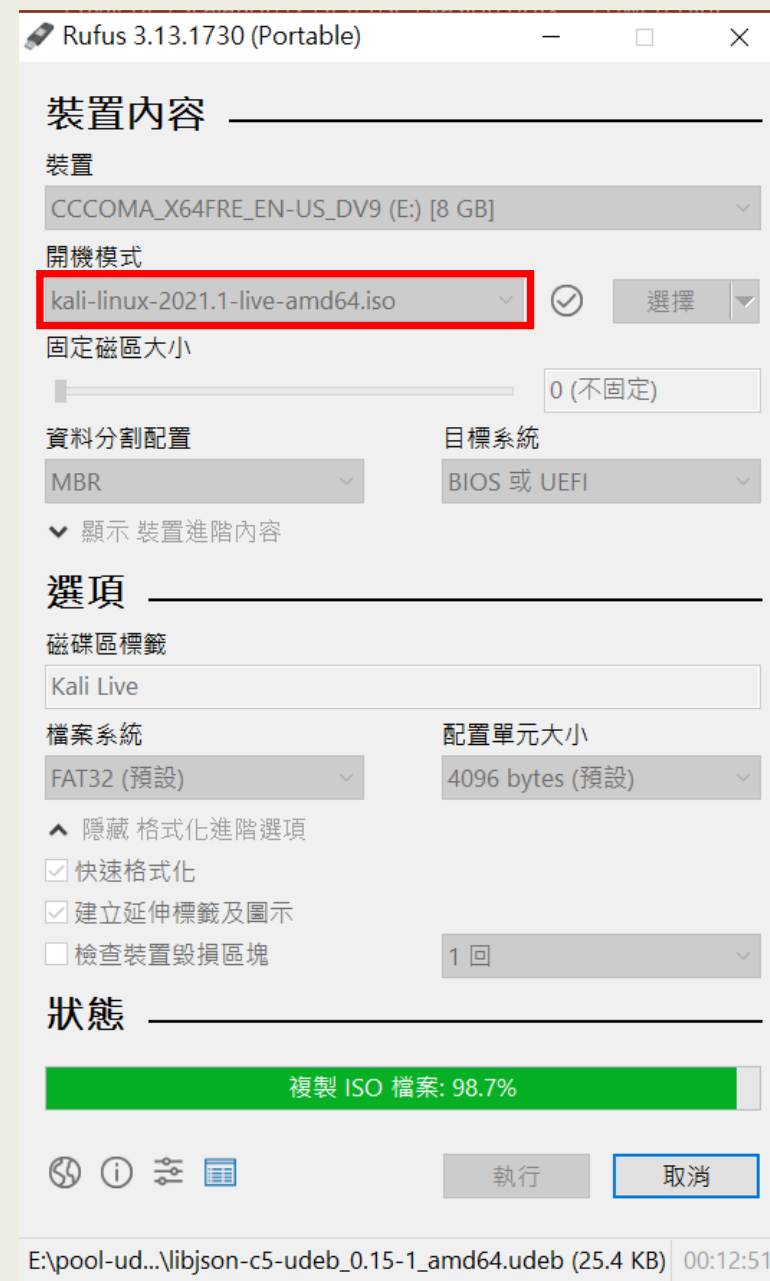 Rufus 3.13.1730 (Portable)
裝置內容
裝置
CCCOMA_X64FRE_EN-US_DV9 (E:) [8 GB]
開機模式
kali-linux-2021.1-live-amd64.iso
選擇
固定磁區大小
0 (不固定)
資料分割配置 目標系統
MBR BIOS 或 UEFI
顯示 裝置進階內容
選項
磁碟區標籤
Kali Live
檔案系統 配置單元大小
FAT32 (預設) 4096 bytes (預設)
隱藏 格式化進階選項
快速格式化
建立延伸標籤及圖示
檢查裝置毀損區塊 1 回
狀態
複製 ISO 檔案: 98.7%
執行 取消
E:\pool-ud...\libjson-c5-udeb_0.15-1_amd64.udeb (25.4 KB) 00:12:51